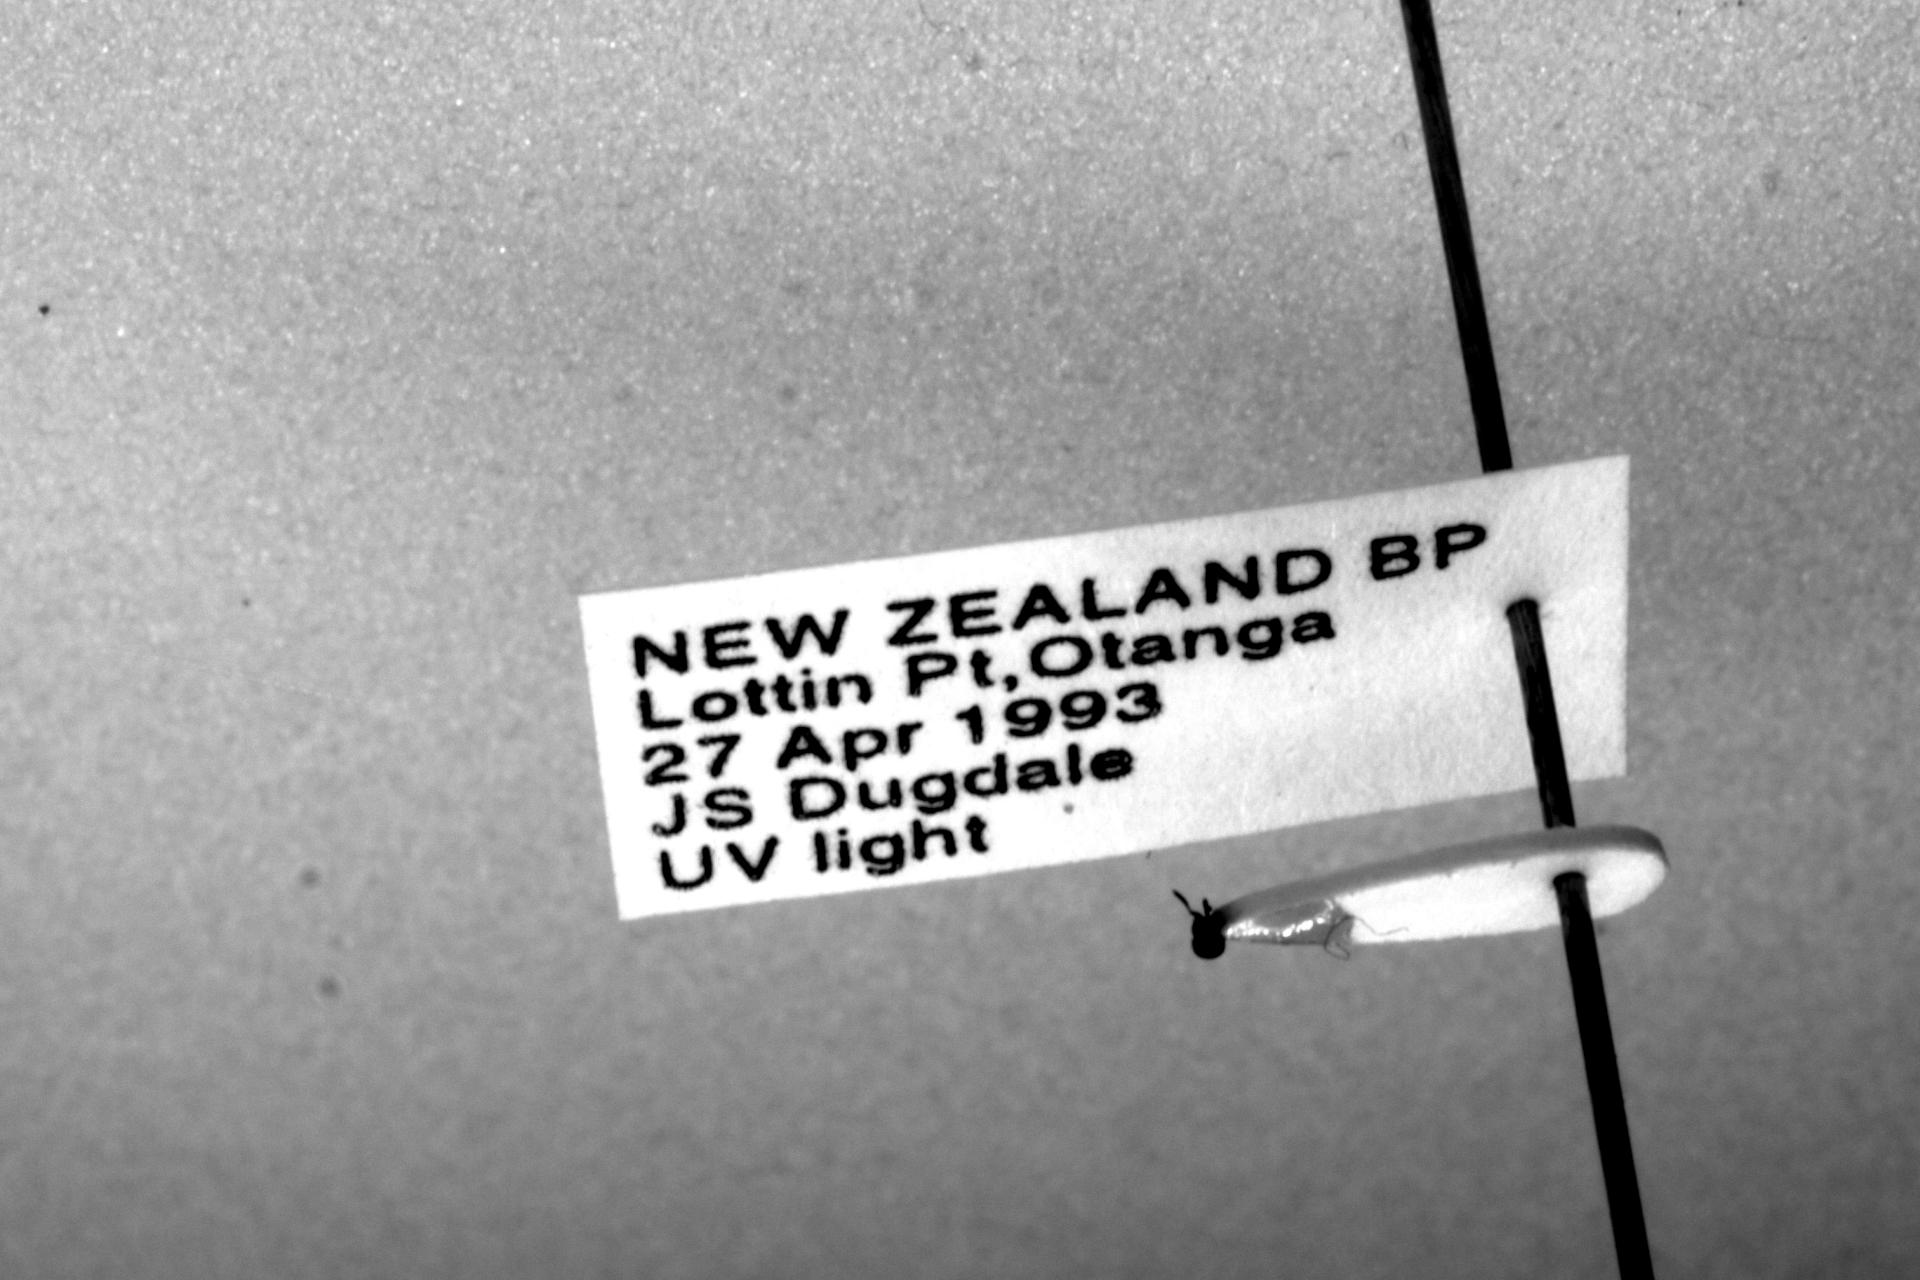 NEW ZEALAND BP
Lottin Pt,Otanga
27 Apr 1993
JS Dugdale
UV light